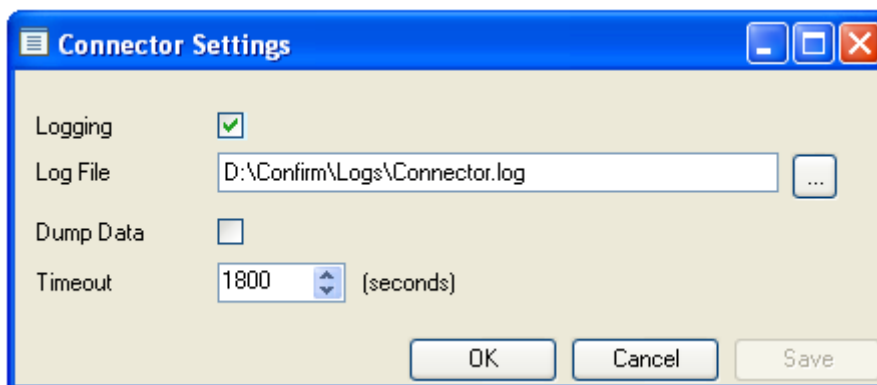 Connector Settings
Logging
Log File D:\Confirm\Logs\Connector.log ...
Dump Data
Timeout 1800 (seconds)
OK Cancel Save